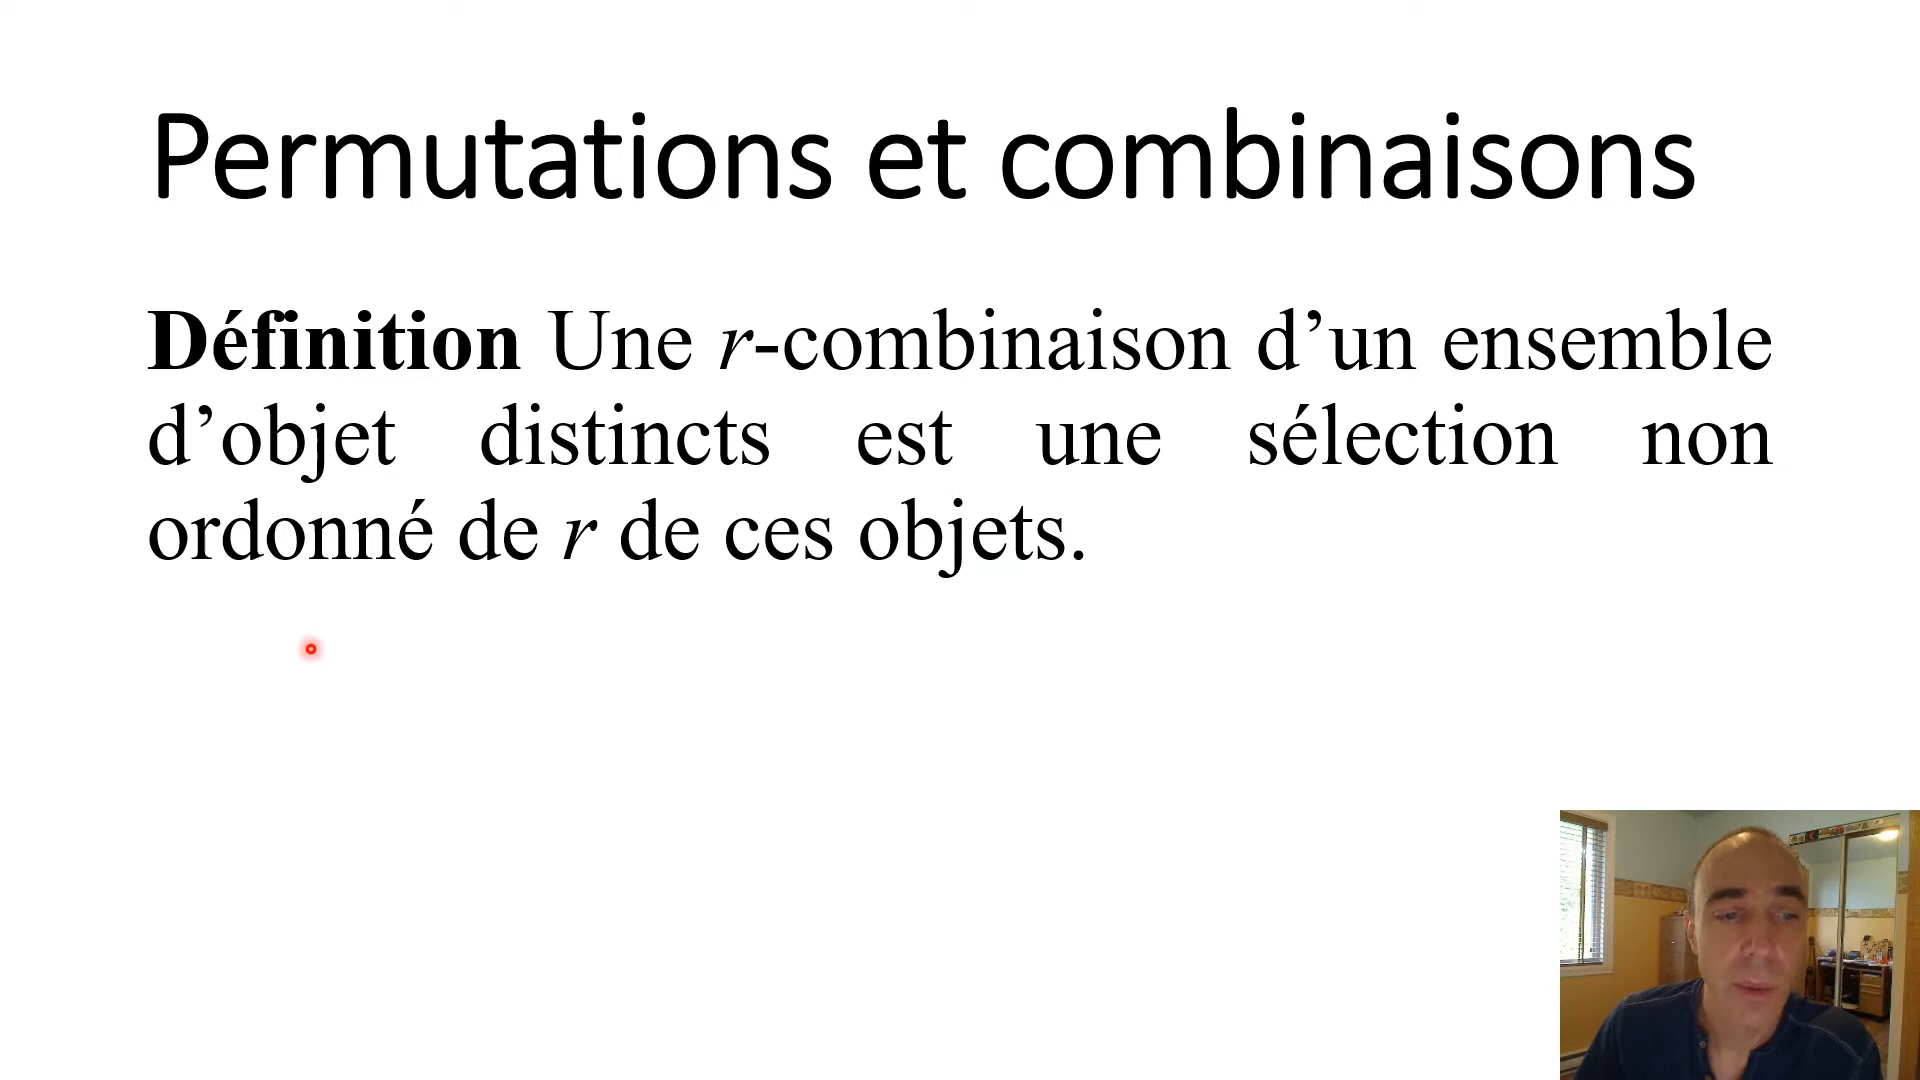 Permutations et combinaisons
Définition Une r-combinaison d’un ensemble
d’objet distincts est une sélection non
ordonné de r de ces objets.